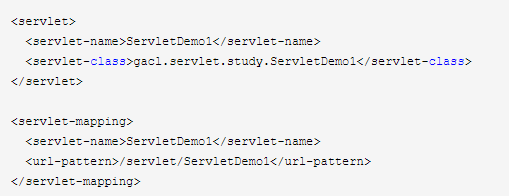 <servlet>
  <servlet-name>ServletDemo1</servlet-name>
  <servlet-class>gacl.servlet.study.ServletDemo1</servlet-class>
</servlet>

<servlet-mapping>
  <servlet-name>ServletDemo1</servlet-name>
  <url-pattern>/servlet/ServletDemo1</url-pattern>
</servlet-mapping>